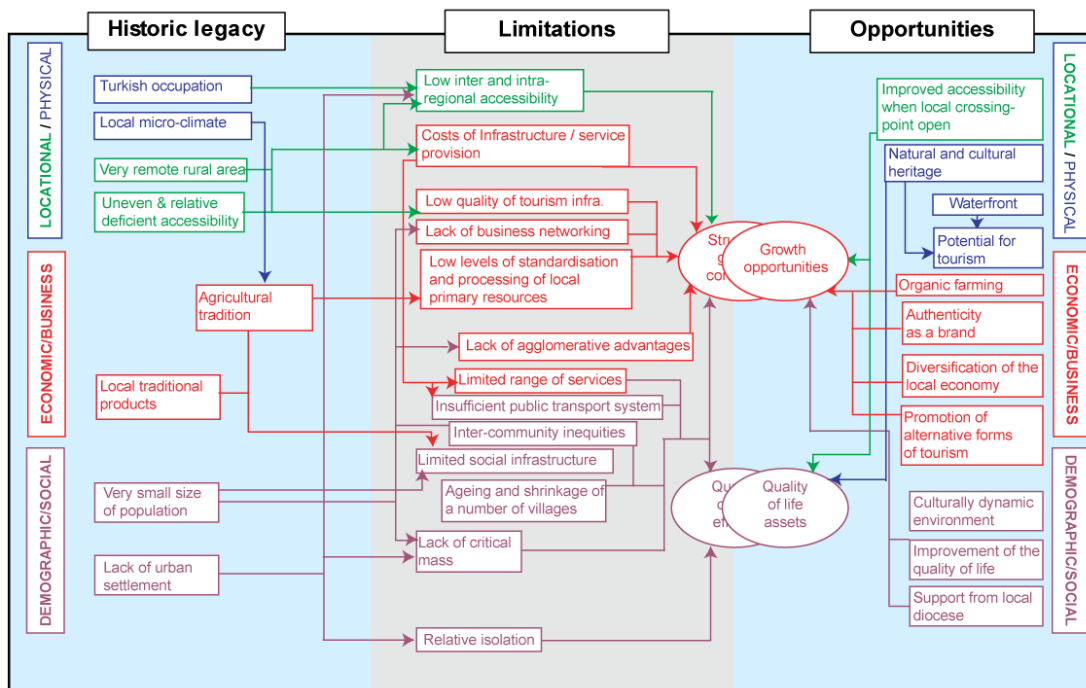 Historic legacy
Limitations
Opportunities
LOCATIONAL / PHYSICAL
ECONOMIC/BUSINESS
DEMOGRAPHIC/SOCIAL
Turkish occupation
Local micro-climate
Very remote rural area
Uneven & relative
deficient accessibility
Agricultural
tradition
Local traditional
products
Very small size
of population
Lack of urban
settlement
Low inter and intra-
regional accessibility
Costs of Infrastructure / service
provision
Low quality of tourism infra.
Lack of business networking
Low levels of standardisation
and processing of local
primary resources
Lack of agglomerative advantages
Limited range of services
Insufficient public transport system
Inter-community inequities
Limited social infrastructure
Ageing and shrinkage of
a number of villages
Lack of critical
mass
Relative isolation
Growth
opportunities
Quality
of life
assets
Improved accessibility
when local crossing-
point open
Natural and cultural
heritage
Waterfront
Potential for
tourism
Organic farming
Authenticity
as a brand
Diversification of the
local economy
Promotion of
alternative forms
of tourism
Culturally dynamic
environment
Improvement of the
quality of life
Support from local
diocese
LOCATIONAL / PHYSICAL
ECONOMIC/BUSINESS
DEMOGRAPHIC/SOCIAL